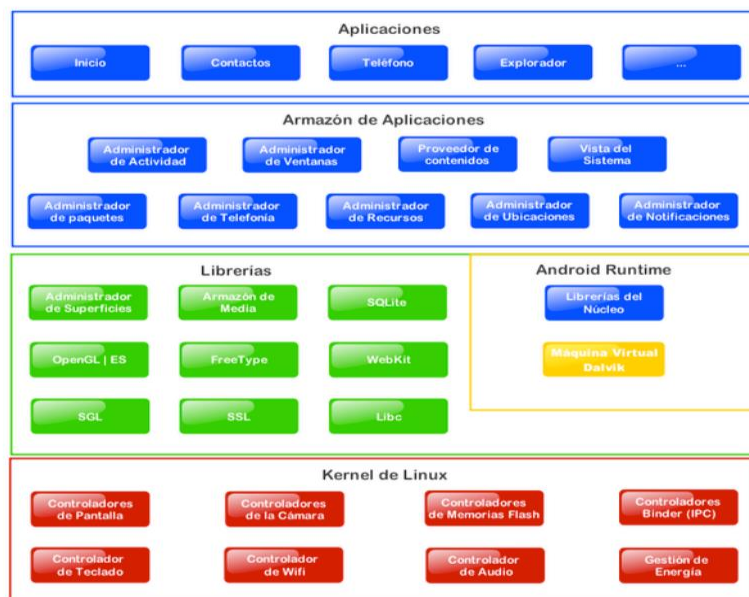 Aplicaciones
Inicio
Contactos
Teléfono
Explorador
...
Armazón de Aplicaciones
Administrador
de Actividad
Administrador
de Ventanas
Proveedor de
contenidos
Vista del
Sistema
Administrador
de paquetes
Administrador
de Telefonía
Administrador
de Recursos
Administrador
de Ubicaciones
Administrador
de Notificaciones
Librerías
Administrador
de Superficies
Armazón de
Media
SQLite
OpenGL | ES
FreeType
WebKit
SGL
SSL
Libc
Android Runtime
Librerías del
Núcleo
Máquina Virtual
Dalvik
Kernel de Linux
Controladores
de Pantalla
Controladores
de la Cámara
Controladores
de Memorias Flash
Controladores
Binder (IPC)
Controlador
de Teclado
Controlador
de Wifi
Controlador
de Audio
Gestión de
Energía